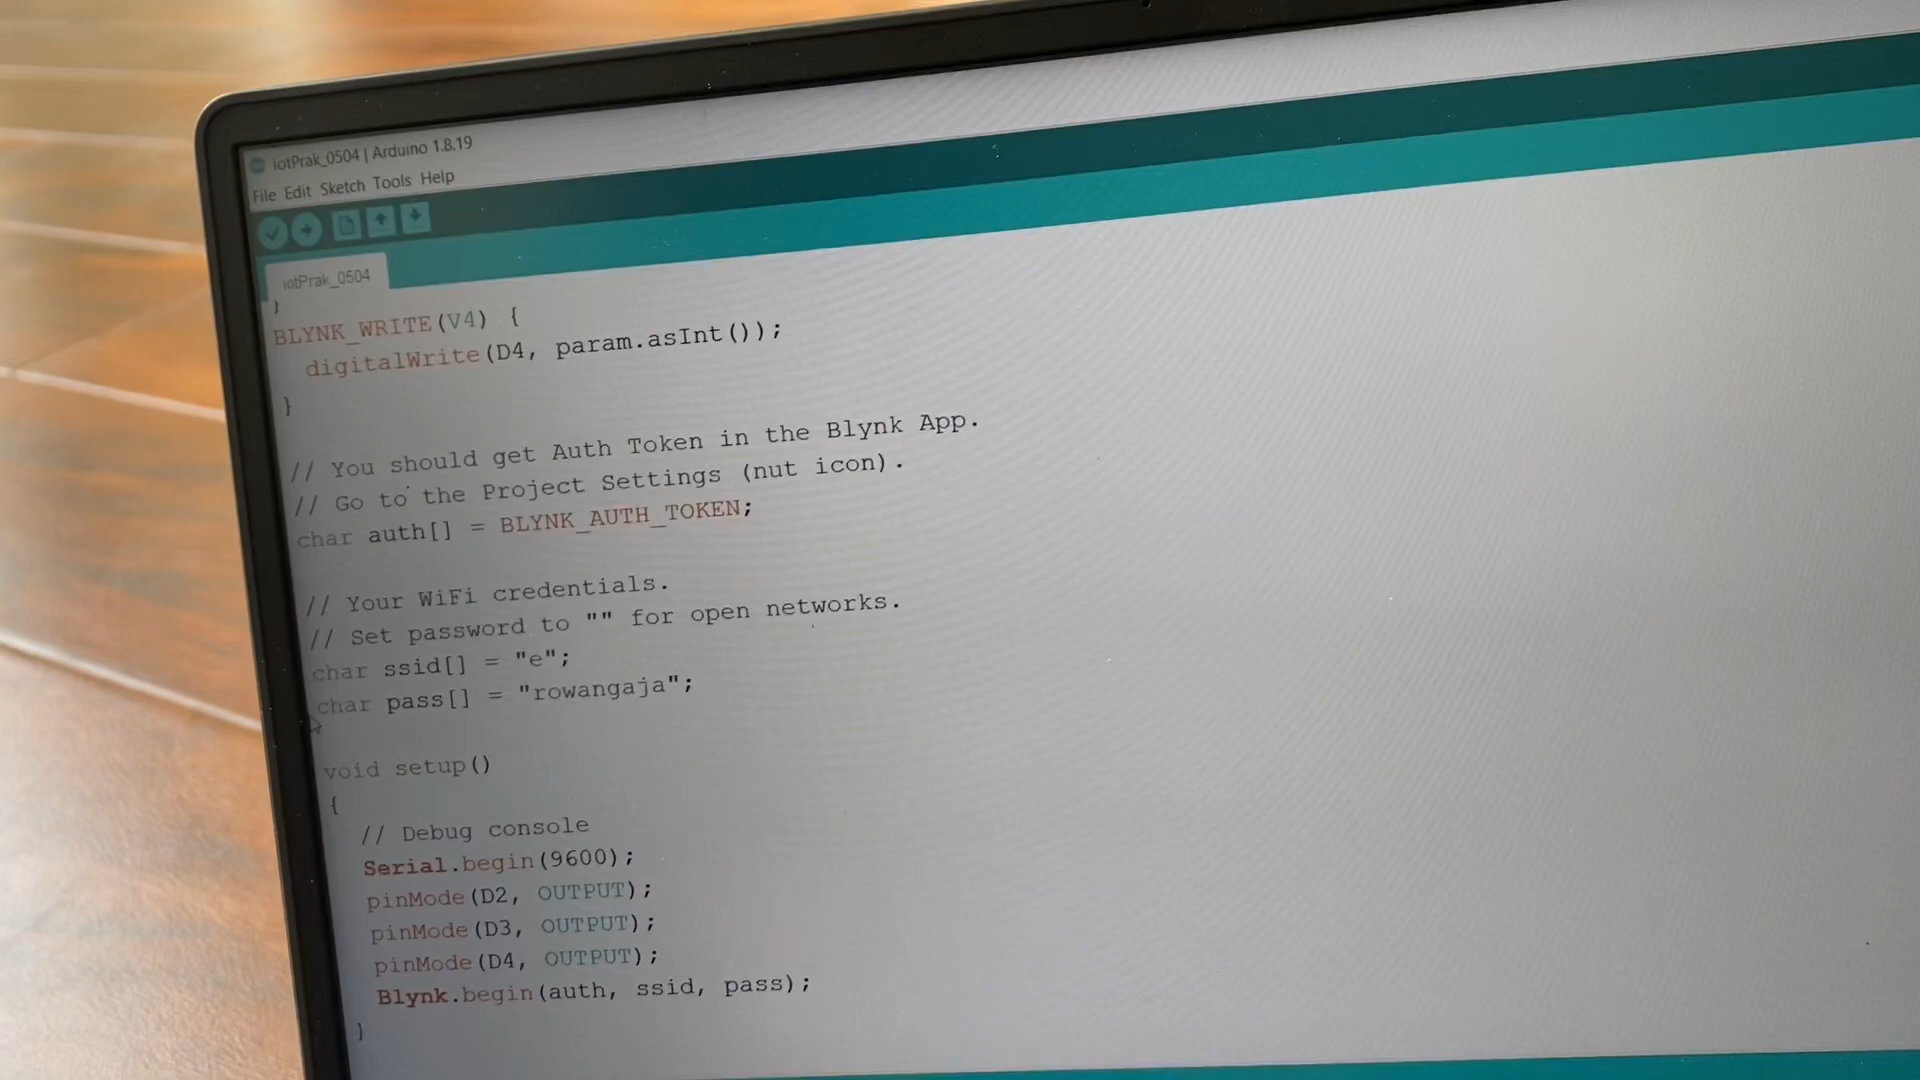 iotPrak_0504 | Arduino 1.8.19
File Edit Sketch Tools Help
iotPrak_0504
}
BLYNK_WRITE(V4) {
  digitalWrite(D4, param.asInt());
}
// You should get Auth Token in the Blynk App.
// Go to the Project Settings (nut icon).
char auth[] = BLYNK_AUTH_TOKEN;
// Your WiFi credentials.
// Set password to "" for open networks.
char ssid[] = "e";
char pass[] = "rowangaja";
void setup()
{
  // Debug console
  Serial.begin(9600);
  pinMode(D2, OUTPUT);
  pinMode(D3, OUTPUT);
  pinMode(D4, OUTPUT);
  Blynk.begin(auth, ssid, pass);
}